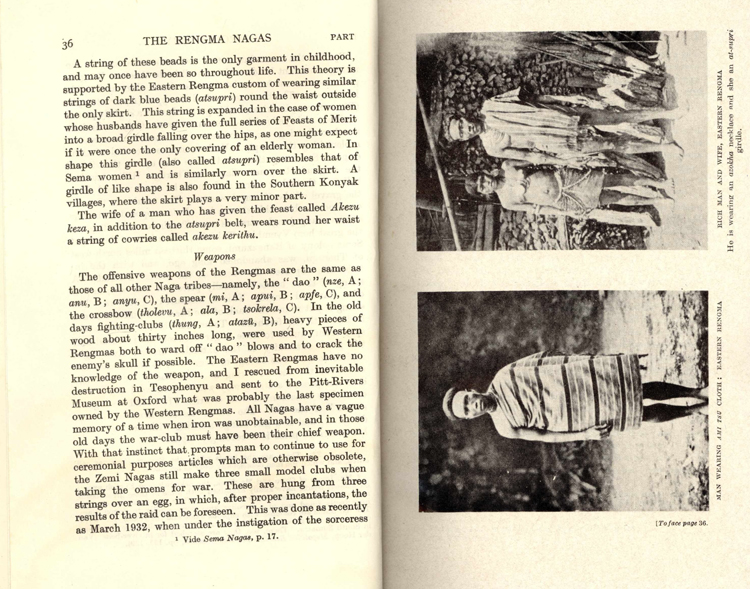 36 THE RENGMA NAGAS PART
A string of these beads is the only garment in childhood,
and may once have been so throughout life. This theory is
supported by the Eastern Rengma custom of wearing similar
strings of dark blue beads (atsupri) round the waist outside
the only skirt. This string is expanded in the case of women
whose husbands have given the full series of Feasts of Merit
into a broad girdle falling over the hips, as one might expect
if it were once the only covering of an elderly woman. In
shape this girdle (also called atsupri) resembles that of
Sema women ¹ and is similarly worn over the skirt. A
girdle of like shape is also found in the Southern Konyak
villages, where the skirt plays a very minor part.
The wife of a man who has given the feast called Akezu
keza, in addition to the atsupri belt, wears round her waist
a string of cowries called akezu kerithu.
Weapons
The offensive weapons of the Rengmas are the same as
those of all other Naga tribes—namely, the “ dao ” (nze, A ;
anu, B ; anyu, C), the spear (mi, A ; apui, B ; apfe, C), and
the crossbow (tholevu, A ; ala, B ; tsokrela, C). In the old
days fighting-clubs (thung, A ; atazü, B), heavy pieces of
wood about thirty inches long, were used by Western
Rengmas both to ward off “ dao ” blows and to crack the
enemy's skull if possible. The Eastern Rengmas have no
knowledge of the weapon, and I rescued from inevitable
destruction in Tesophenyu and sent to the Pitt-Rivers
Museum at Oxford what was probably the last specimen
owned by the Western Rengmas. All Nagas have a vague
memory of a time when iron was unobtainable, and in those
old days the war-club must have been their chief weapon.
With that instinct that prompts man to continue to use for
ceremonial purposes articles which are otherwise obsolete,
the Zemi Nagas still make three small model clubs when
taking the omens for war. These are hung from three
strings over an egg, in which, after proper incantations, the
results of the raid can be foreseen. This was done as recently
as March 1932, when under the instigation of the sorceress
¹ Vide Sema Nagas, p. 17.
RICH MAN AND WIFE, EASTERN RENGMA
He is wearing an azokha necklace and she an at-supri
girdle.
MAN WEARING AMI TSÜ CLOTH : EASTERN RENGMA
[To face page 36.